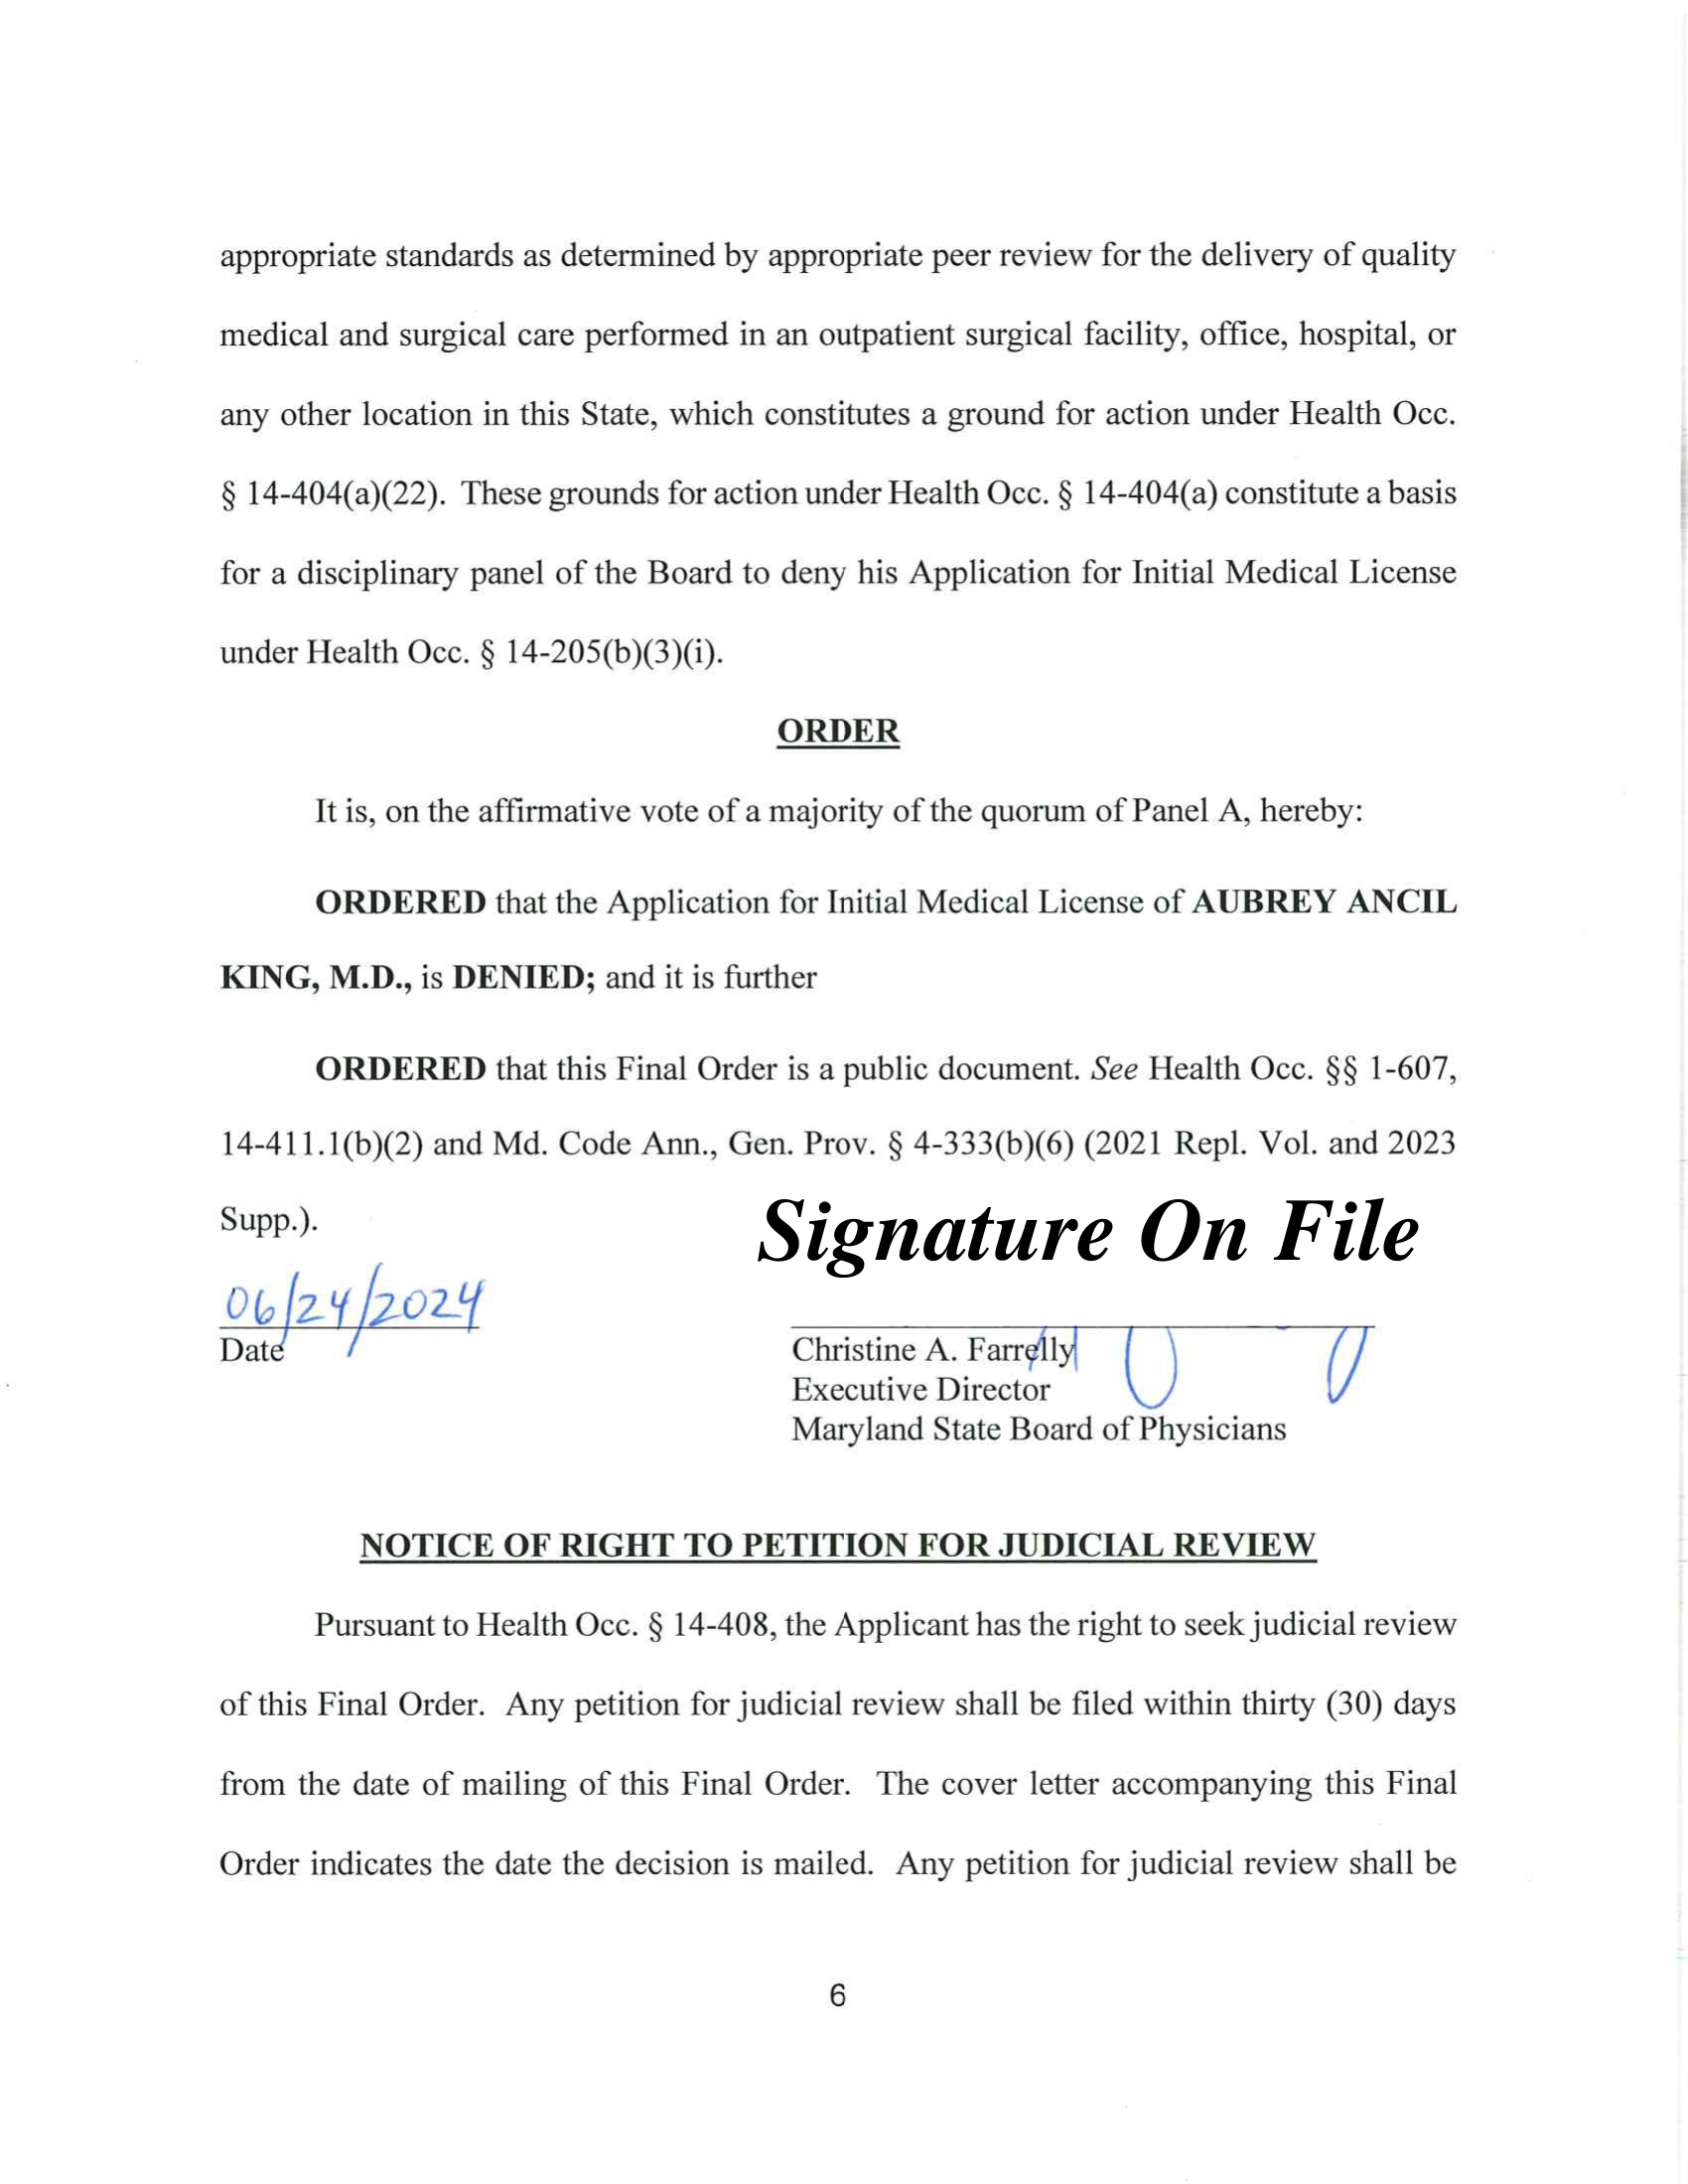 appropriate standards as determined by appropriate peer review for the delivery of quality
medical and surgical care performed in an outpatient surgical facility, office, hospital, or
any other location in this State, which constitutes a ground for action under Health Occ.
§ 14-404(a)(22). These grounds for action under Health Occ. § 14-404(a) constitute a basis
for a disciplinary panel of the Board to deny his Application for Initial Medical License
under Health Occ. § 14-205(b)(3)(i).
ORDER
It is, on the affirmative vote of a majority of the quorum of Panel A, hereby:
ORDERED that the Application for Initial Medical License of AUBREY ANCIL
KING, M.D., is DENIED; and it is further
ORDERED that this Final Order is a public document. See Health Occ. §§ 1-607,
14-411.1(b)(2) and Md. Code Ann., Gen. Prov. § 4-333(b)(6) (2021 Repl. Vol. and 2023
Supp.).
Signature On File
06/24/2024
Date
Christine A. Farrelly
Executive Director
Maryland State Board of Physicians
NOTICE OF RIGHT TO PETITION FOR JUDICIAL REVIEW
Pursuant to Health Occ. § 14-408, the Applicant has the right to seek judicial review
of this Final Order. Any petition for judicial review shall be filed within thirty (30) days
from the date of mailing of this Final Order. The cover letter accompanying this Final
Order indicates the date the decision is mailed. Any petition for judicial review shall be
6